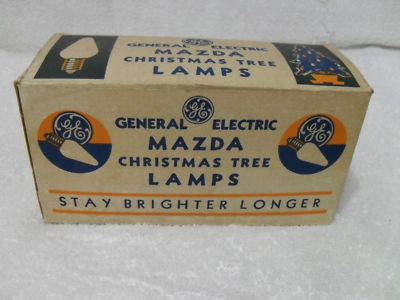 GENERAL GE ELECTRIC
MAZDA
CHRISTMAS TREE
LAMPS
GE
GENERAL ELECTRIC
MAZDA
CHRISTMAS TREE
LAMPS
GE
GE
STAY BRIGHTER LONGER